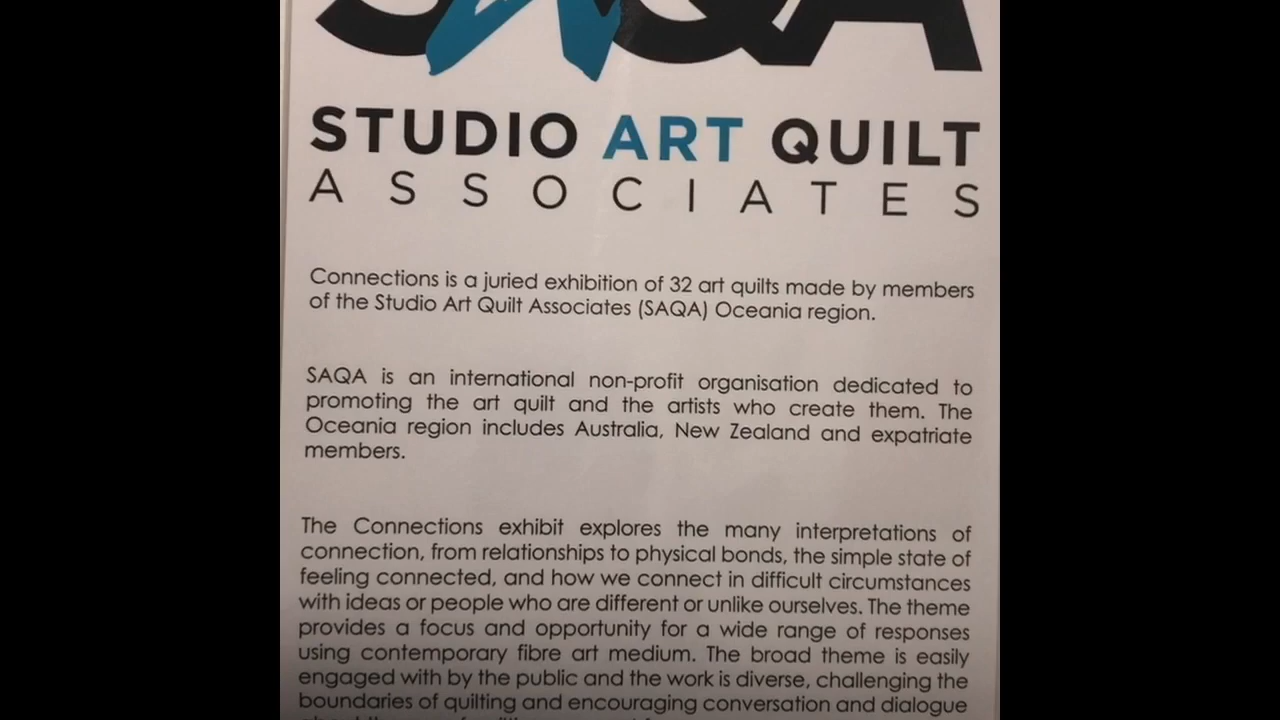 SAQA
STUDIO ART QUILT
ASSOCIATES
Connections is a juried exhibition of 32 art quilts made by members
of the Studio Art Quilt Associates (SAQA) Oceania region.
SAQA is an international non-profit organisation dedicated to
promoting the art quilt and the artists who create them. The
Oceania region includes Australia, New Zealand and expatriate
members.
The Connections exhibit explores the many interpretations of
connection, from relationships to physical bonds, the simple state of
feeling connected, and how we connect in difficult circumstances
with ideas or people who are different or unlike ourselves. The theme
provides a focus and opportunity for a wide range of responses
using contemporary fibre art medium. The broad theme is easily
engaged with by the public and the work is diverse, challenging the
boundaries of quilting and encouraging conversation and dialogue